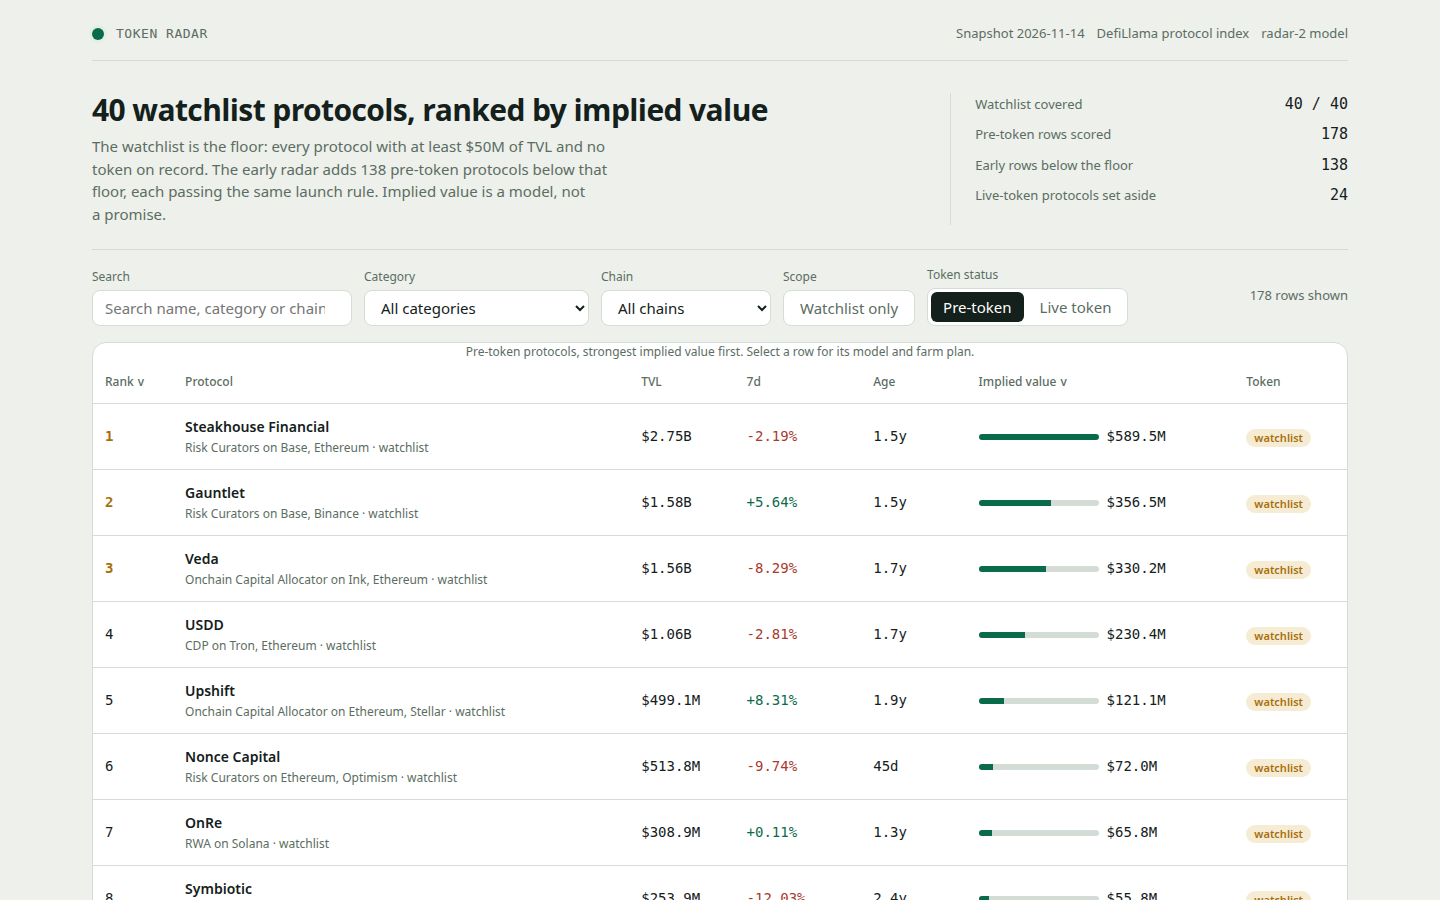 TOKEN RADAR
Snapshot 2026-11-14 DefiLlama protocol index radar-2 model
40 watchlist protocols, ranked by implied value
The watchlist is the floor: every protocol with at least $50M of TVL and no
token on record. The early radar adds 138 pre-token protocols below that
floor, each passing the same launch rule. Implied value is a model, not
a promise.
Watchlist covered 40 / 40
Pre-token rows scored 178
Early rows below the floor 138
Live-token protocols set aside 24
Search Category Chain Scope Token status
Search name, category or chain All categories All chains Watchlist only Pre-token Live token
178 rows shown
Pre-token protocols, strongest implied value first. Select a row for its model and farm plan.
Rank v Protocol TVL 7d Age Implied value v Token
1 Steakhouse Financial $2.75B -2.19% 1.5y $589.5M watchlist
Risk Curators on Base, Ethereum · watchlist
2 Gauntlet $1.58B +5.64% 1.5y $356.5M watchlist
Risk Curators on Base, Binance · watchlist
3 Veda $1.56B -8.29% 1.7y $330.2M watchlist
Onchain Capital Allocator on Ink, Ethereum · watchlist
4 USDD $1.06B -2.81% 1.7y $230.4M watchlist
CDP on Tron, Ethereum · watchlist
5 Upshift $499.1M +8.31% 1.9y $121.1M watchlist
Onchain Capital Allocator on Ethereum, Stellar · watchlist
6 Nonce Capital $513.8M -9.74% 45d $72.0M watchlist
Risk Curators on Ethereum, Optimism · watchlist
7 OnRe $308.9M +0.11% 1.3y $65.8M watchlist
RWA on Solana · watchlist
8 Symbiotic $253.9M -12.03% 2.4y $55.8M watchlist